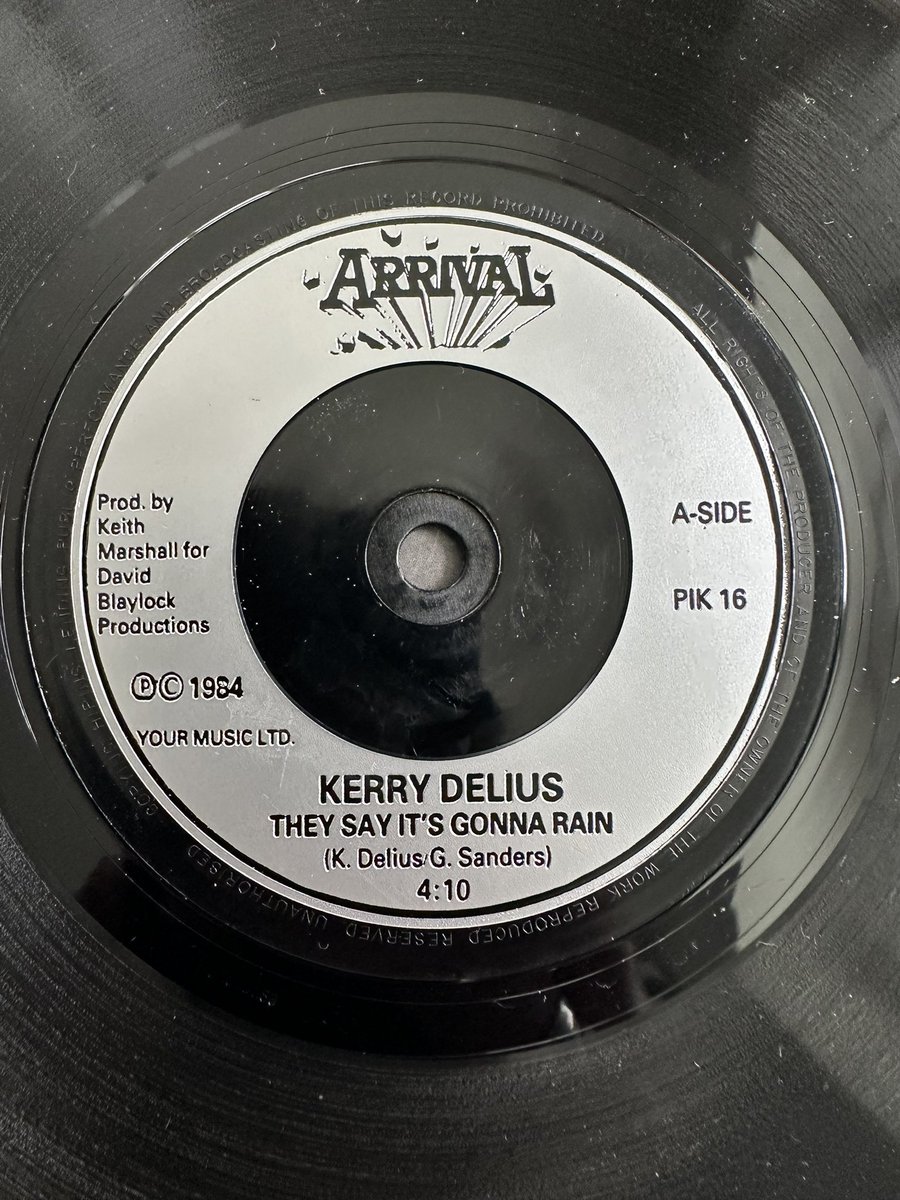 ARRIVAL
Prod. by
Keith
Marshall for
David
Blaylock
Productions
Ⓟ© 1984
YOUR MUSIC LTD.
A-SIDE
PIK 16
KERRY DELIUS
THEY SAY IT'S GONNA RAIN
(K. Delius/G. Sanders)
4:10
ALL RIGHTS OF THE PRODUCER AND OF THE OWNER OF THE WORK REPRODUCED RESERVED UNAUTHORISED PERFORMANCE AND BROADCASTING OF THIS RECORD PROHIBITED